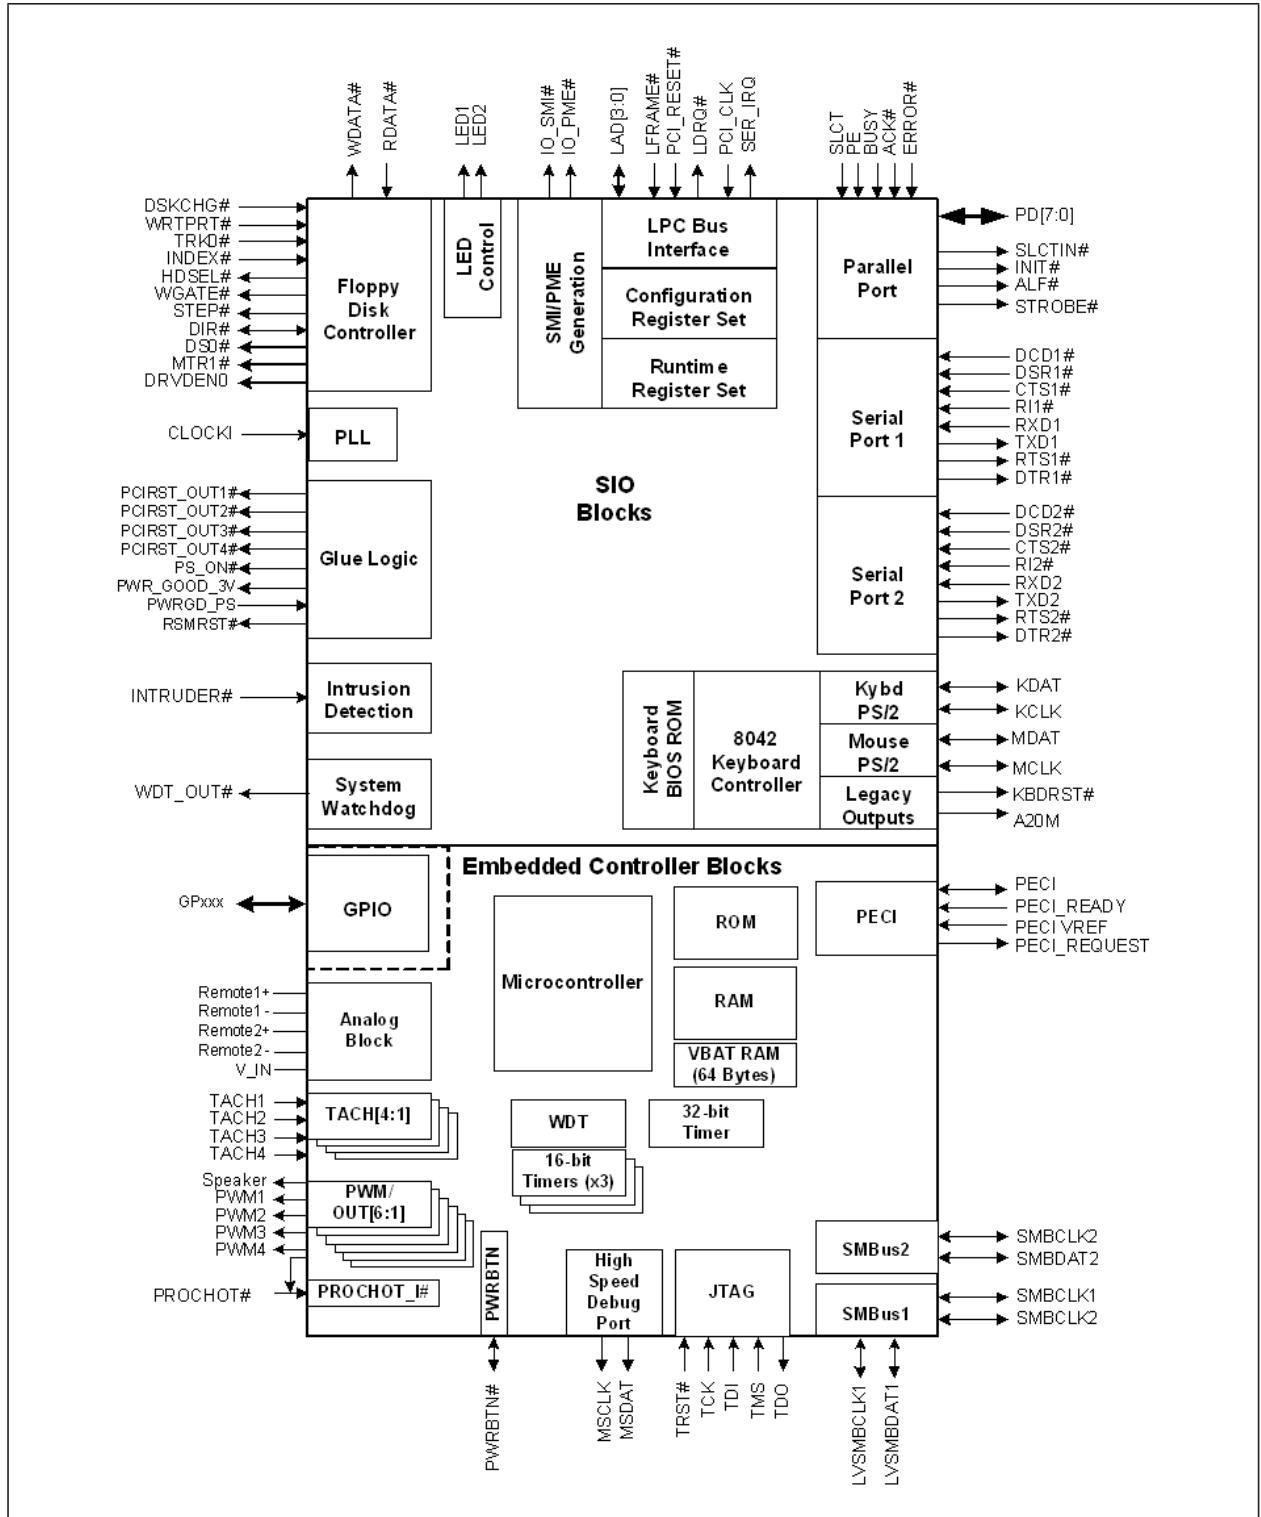 WDATA#
RDATA#
LED1
LED2
IO_SMI#
IO_PME#
LAD[3:0]
LFRAME#
PCI_RESET#
LDRQ#
PCI_CLK
SER_IRQ
SLCT
PE
BUSY
ACK#
ERROR#
DSKCHG#
WRTPRT#
TRK0#
INDEX#
HDSEL#
WGATE#
STEP#
DIR#
DS0#
MTR1#
DRVDEN0
Floppy
Disk
Controller
LED
Control
SMI/PME
Generation
LPC Bus
Interface
Configuration
Register Set
Runtime
Register Set
Parallel
Port
PD[7:0]
SLCTIN#
INIT#
ALF#
STROBE#
CLOCKI
PLL
Serial
Port 1
DCD1#
DSR1#
CTS1#
RI1#
RXD1
TXD1
RTS1#
DTR1#
SIO
Blocks
PCIRST_OUT1#
PCIRST_OUT2#
PCIRST_OUT3#
PCIRST_OUT4#
PS_ON#
PWR_GOOD_3V
PWRGD_PS
RSMRST#
Glue Logic
Serial
Port 2
DCD2#
DSR2#
CTS2#
RI2#
RXD2
TXD2
RTS2#
DTR2#
INTRUDER#
Intrusion
Detection
WDT_OUT#
System
Watchdog
Keyboard
BIOS ROM
8042
Keyboard
Controller
Kybd
PS/2
Mouse
PS/2
Legacy
Outputs
KDAT
KCLK
MDAT
MCLK
KBDRST#
A20M
Embedded Controller Blocks
GPxxx
GPIO
Microcontroller
ROM
RAM
VBAT RAM
(64 Bytes)
PECI
PECI
PECI_READY
PECI VREF
PECI_REQUEST
Remote1+
Remote1-
Remote2+
Remote2-
V_IN
Analog
Block
TACH1
TACH2
TACH3
TACH4
TACH[4:1]
WDT
32-bit
Timer
16-bit
Timers (x3)
Speaker
PWM1
PWM2
PWM3
PWM4
PWM/
OUT[6:1]
PROCHOT#
PROCHOT_I#
PWRBTN
High
Speed
Debug
Port
JTAG
SMBus2
SMBus1
SMBCLK2
SMBDAT2
SMBCLK1
SMBCLK2
PWRBTN#
MSCLK
MSDAT
TRST#
TCK
TDI
TMS
TDO
LVSMBCLK1
LVSMBDAT1